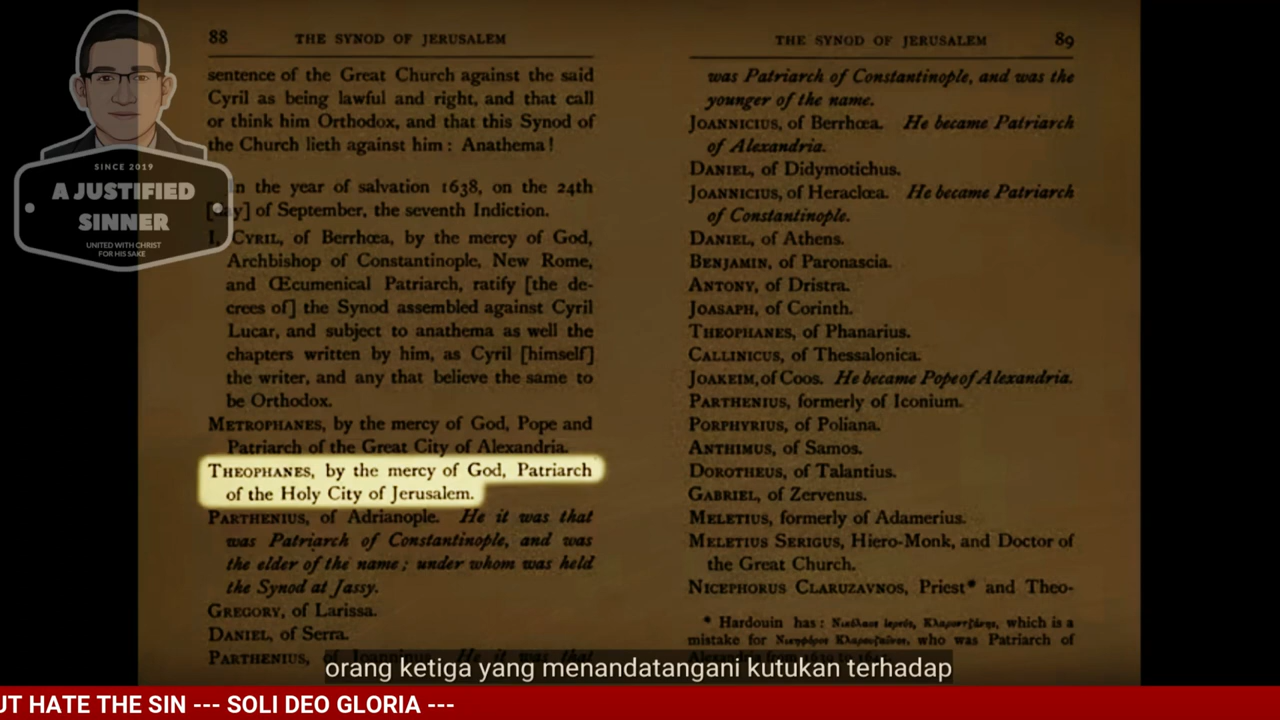 88 THE SYNOD OF JERUSALEM
sentence of the Great Church against the said
Cyril as being lawful and right, and that call
or think him Orthodox, and that this Synod of
the Church lieth against him : Anathema !
In the year of salvation 1638, on the 24th
[day] of September, the seventh Indiction.
I, CYRIL, of Berrhœa, by the mercy of God,
Archbishop of Constantinople, New Rome,
and Œcumenical Patriarch, ratify [the de-
crees of] the Synod assembled against Cyril
Lucar, and subject to anathema as well the
chapters written by him, as Cyril [himself]
the writer, and any that believe the same to
be Orthodox.
METROPHANES, by the mercy of God, Pope and
Patriarch of the Great City of Alexandria.
THEOPHANES, by the mercy of God, Patriarch
of the Holy City of Jerusalem.
PARTHENIUS, of Adrianople. He it was that
was Patriarch of Constantinople, and was
the elder of the name ; under whom was held
the Synod at Jassy.
GREGORY, of Larissa.
DANIEL, of Serra.
PARTHENIUS, of Joanninus. He it was that
THE SYNOD OF JERUSALEM 89
was Patriarch of Constantinople, and was the
younger of the name.
JOANNICIUS, of Berrhœa. He became Patriarch
of Alexandria.
DANIEL, of Didymotichus.
JOANNICIUS, of Heraclœa. He became Patriarch
of Constantinople.
DANIEL, of Athens.
BENJAMIN, of Paronascia.
ANTONY, of Dristra.
JOASAPH, of Corinth.
THEOPHANES, of Phanarius.
CALLINICUS, of Thessalonica.
JOAKEIM, of Coos. He became Pope of Alexandria.
PARTHENIUS, formerly of Iconium.
PORPHYRIUS, of Poliana.
ANTHIMUS, of Samos.
DOROTHEUS, of Talantius.
GABRIEL, of Zervenus.
MELETIUS, formerly of Adamerius.
MELETIUS SERIGUS, Hiero-Monk, and Doctor of
the Great Church.
NICEPHORUS CLARUZAVNOS, Priest* and Theo-
* Hardouin has : which is a
mistake for who was Patriarch of
SINCE 2019
A JUSTIFIED
SINNER
UNITED WITH CHRIST
FOR HIS SAKE
orang ketiga yang menandatangani kutukan terhadap
UT HATE THE SIN --- SOLI DEO GLORIA ---